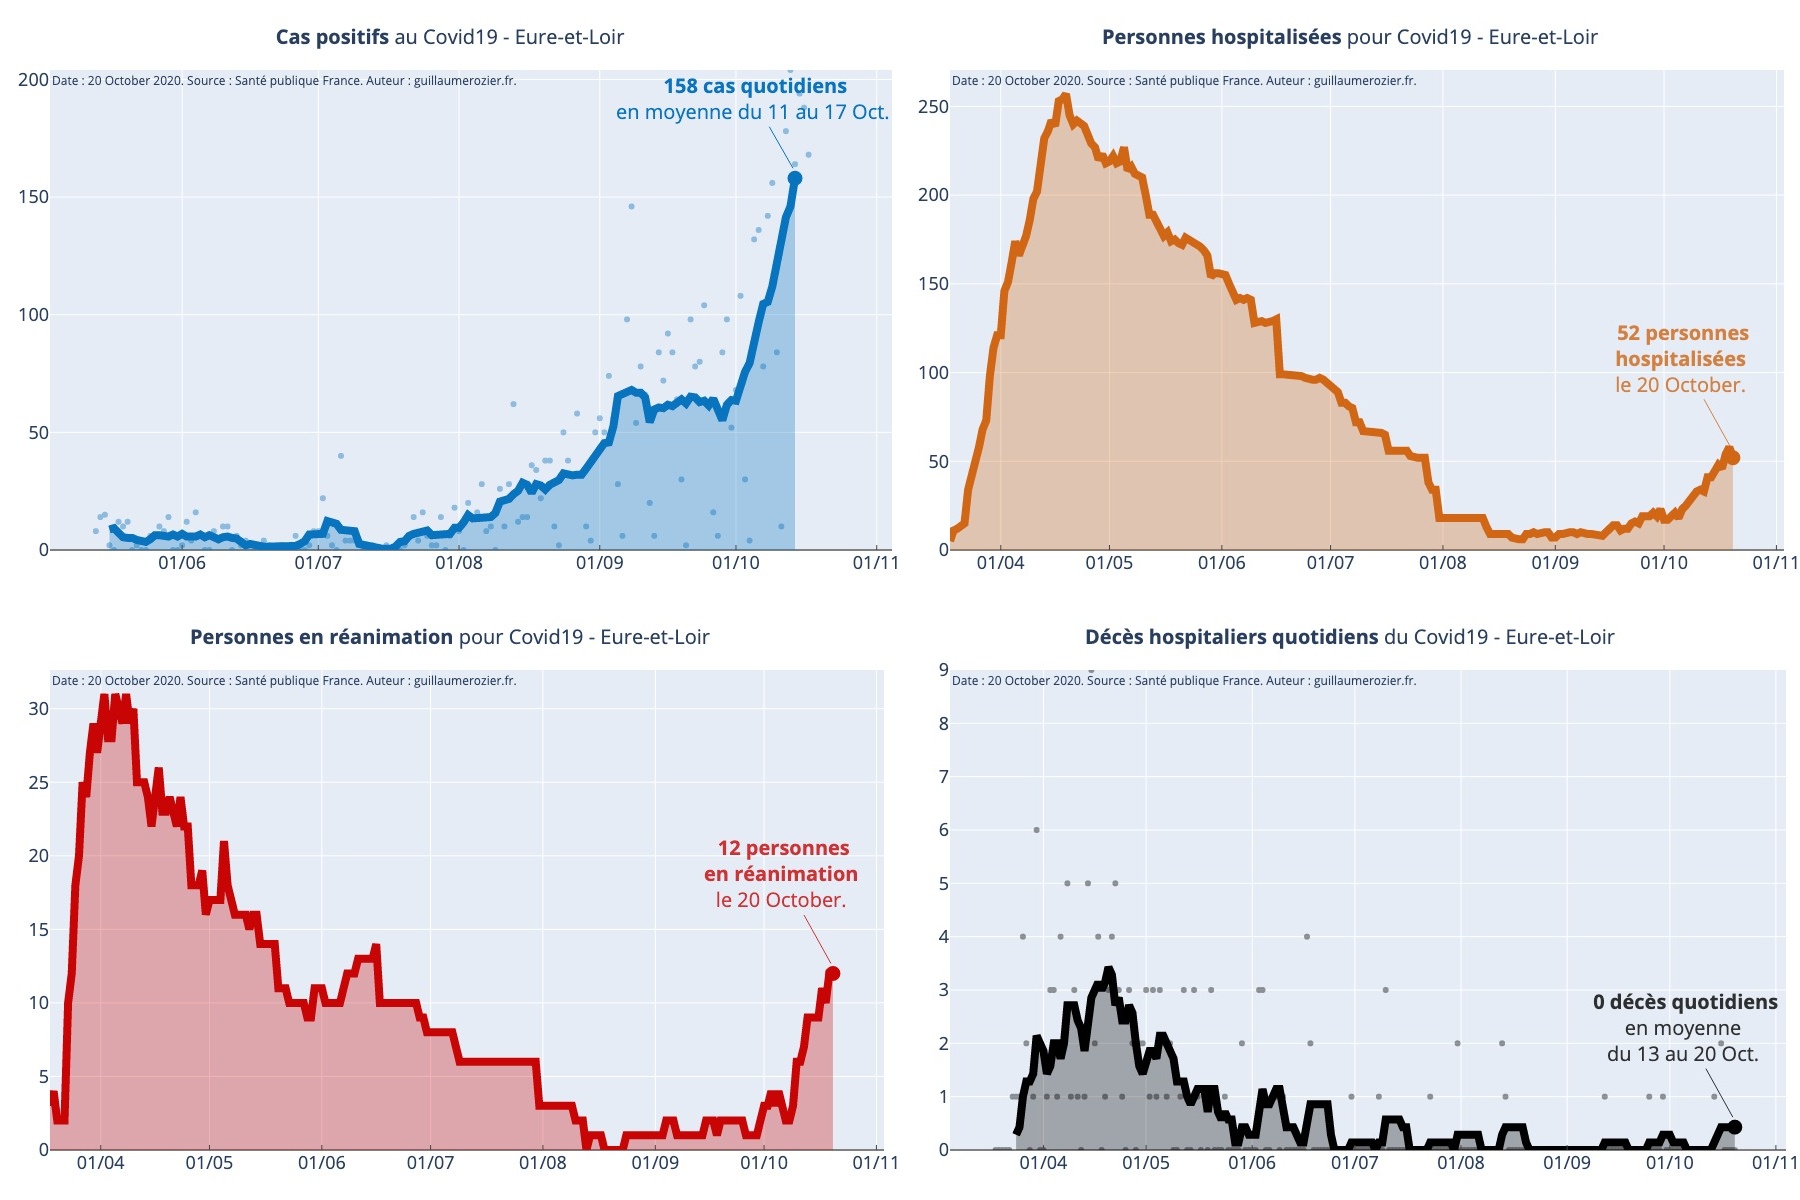 Cas positifs au Covid19 - Eure-et-Loir
Date : 20 October 2020. Source : Santé publique France. Auteur : guillaumerozier.fr.
158 cas quotidiens
en moyenne du 11 au 17 Oct.
200
150
100
50
0
01/06 01/07 01/08 01/09 01/10 01/11
Personnes hospitalisées pour Covid19 - Eure-et-Loir
Date : 20 October 2020. Source : Santé publique France. Auteur : guillaumerozier.fr.
250
200
150
100
50
0
52 personnes
hospitalisées
le 20 October.
01/04 01/05 01/06 01/07 01/08 01/09 01/10 01/11
Personnes en réanimation pour Covid19 - Eure-et-Loir
Date : 20 October 2020. Source : Santé publique France. Auteur : guillaumerozier.fr.
30
25
20
15
10
5
0
12 personnes
en réanimation
le 20 October.
01/04 01/05 01/06 01/07 01/08 01/09 01/10 01/11
Décès hospitaliers quotidiens du Covid19 - Eure-et-Loir
Date : 20 October 2020. Source : Santé publique France. Auteur : guillaumerozier.fr.
9
8
7
6
5
4
3
2
1
0
0 décès quotidiens
en moyenne
du 13 au 20 Oct.
01/04 01/05 01/06 01/07 01/08 01/09 01/10 01/11